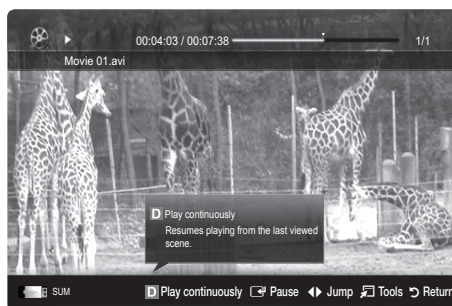 00:04:03 / 00:07:38 1/1
Movie 01.avi
D Play continuously
Resumes playing from the last viewed
scene.
SUM D Play continuously Pause Jump Tools Return